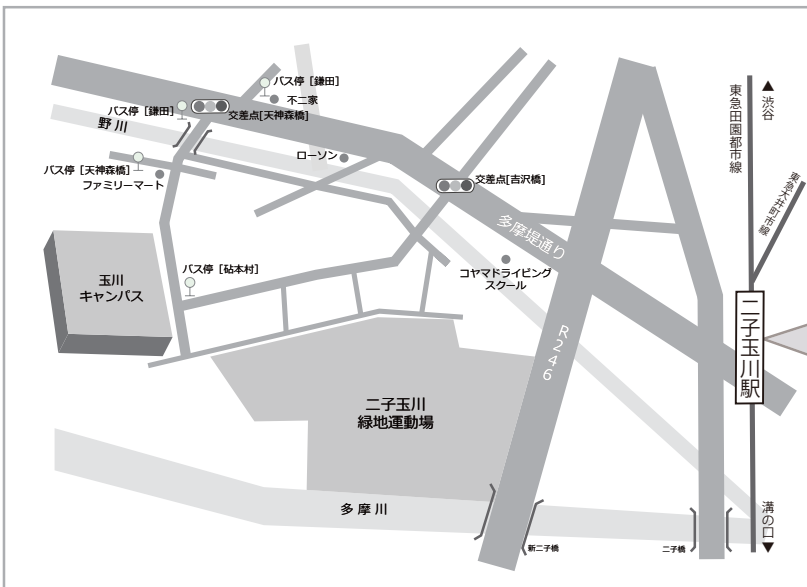 バス停［鎌田］
不二家
バス停［鎌田］
交差点[天神森橋]
野川
ローソン
バス停［天神森橋］
ファミリーマート
交差点[吉沢橋]
東急田園都市線
▲渋谷
東急大井町市線
多摩堤通り
コヤマドライビング
スクール
玉川
キャンパス
バス停［砧本村］
R246
二子玉川駅
二子玉川
緑地運動場
多摩川
新二子橋
二子橋
溝の口▼